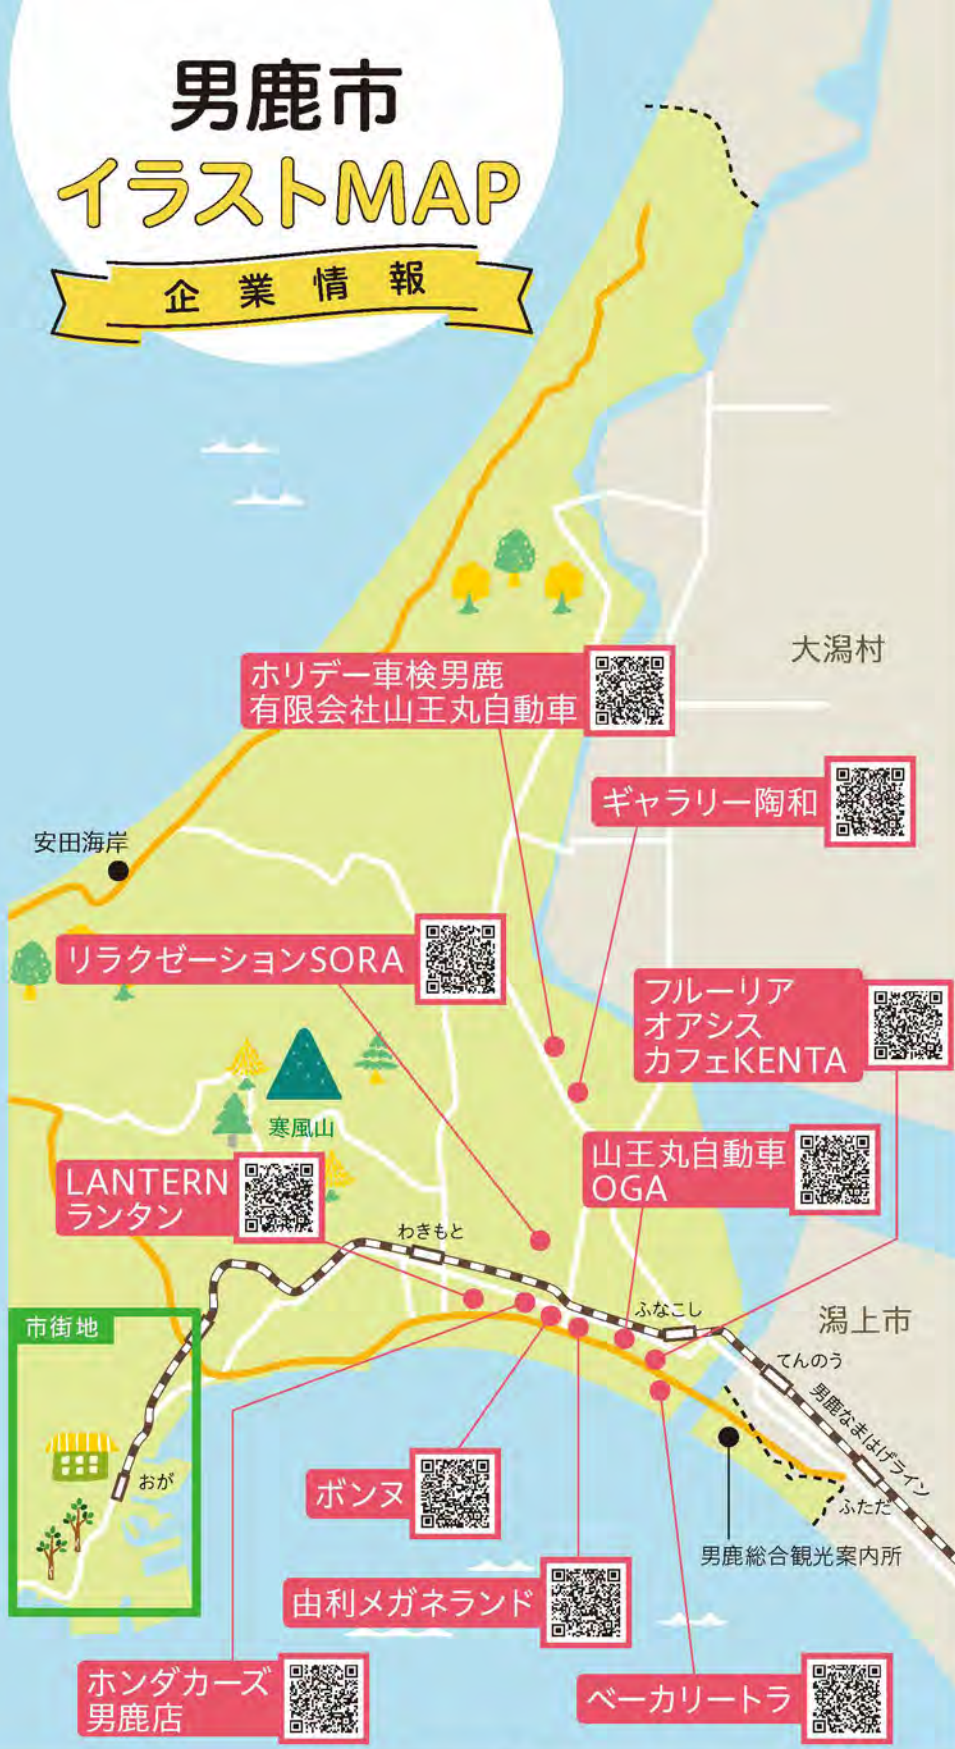 男鹿市
イラストMAP
企業情報
大潟村
ホリデー車検男鹿
有限会社山王丸自動車
ギャラリー陶和
安田海岸
リラクゼーションSORA
フルーリア
オアシス
カフェKENTA
寒風山
山王丸自動車
OGA
LANTERN
ランタン
わきもと
ふなこし
潟上市
市街地
てんのう
男鹿なまはげライン
おが
ふただ
ボンヌ
男鹿総合観光案内所
由利メガネランド
ホンダカーズ
男鹿店
ベーカリートラ